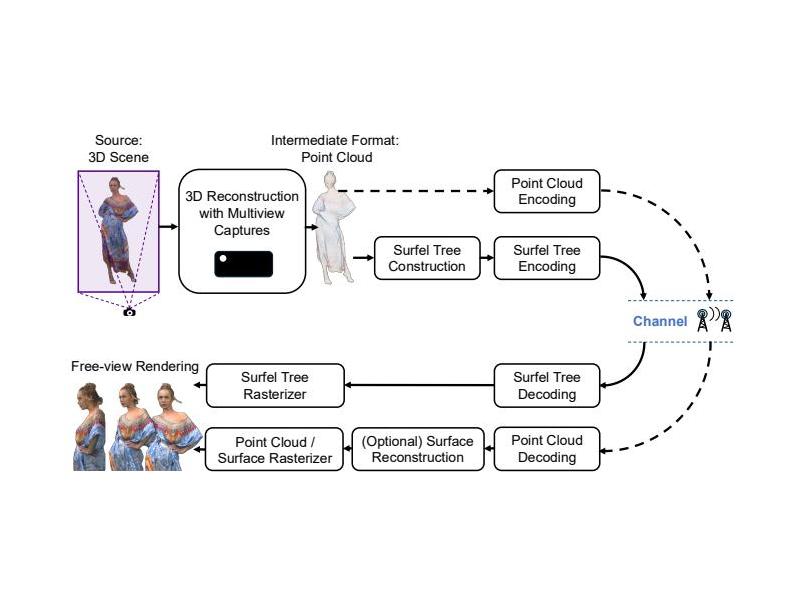 Source:
3D Scene
Intermediate Format:
Point Cloud
3D Reconstruction
with Multiview
Captures
Point Cloud
Encoding
Surfel Tree
Construction
Surfel Tree
Encoding
Channel
Free-view Rendering
Surfel Tree
Rasterizer
Surfel Tree
Decoding
Point Cloud /
Surface Rasterizer
(Optional) Surface
Reconstruction
Point Cloud
Decoding